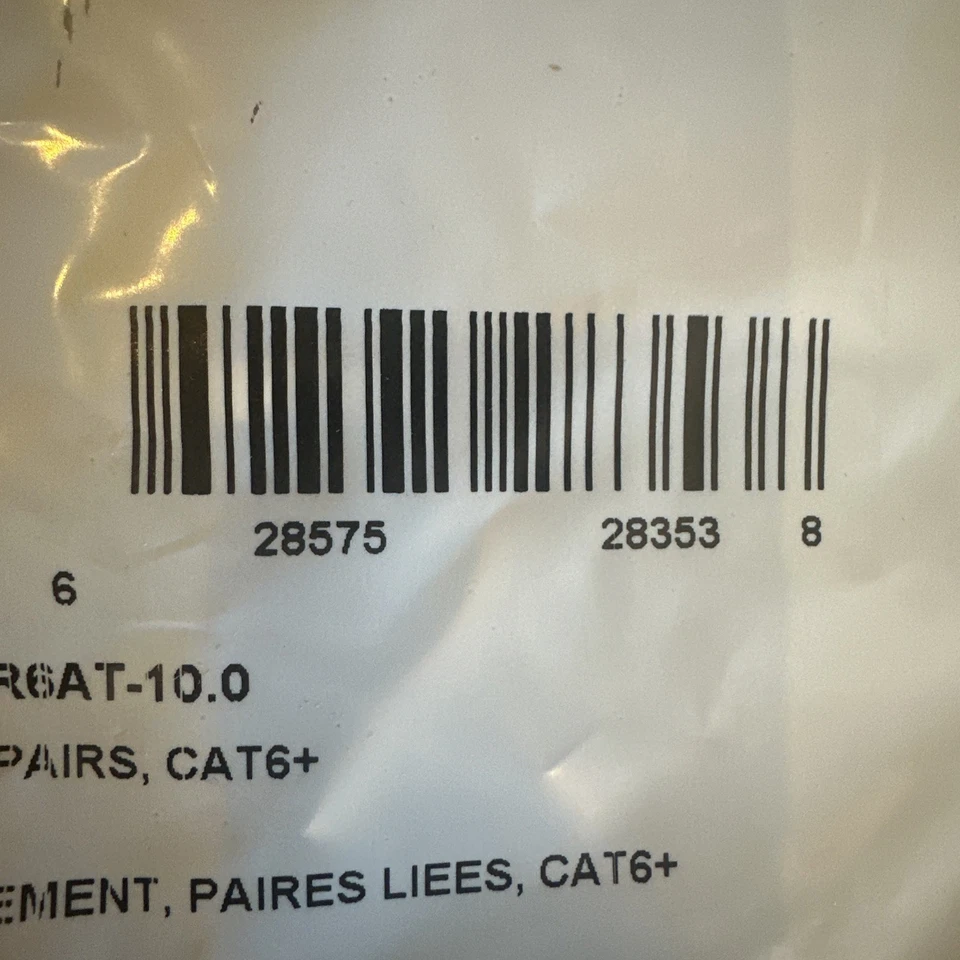 28575 28353 8
6
R6AT-10.0
PAIRS, CAT6+
EMENT, PAIRES LIEES, CAT6+